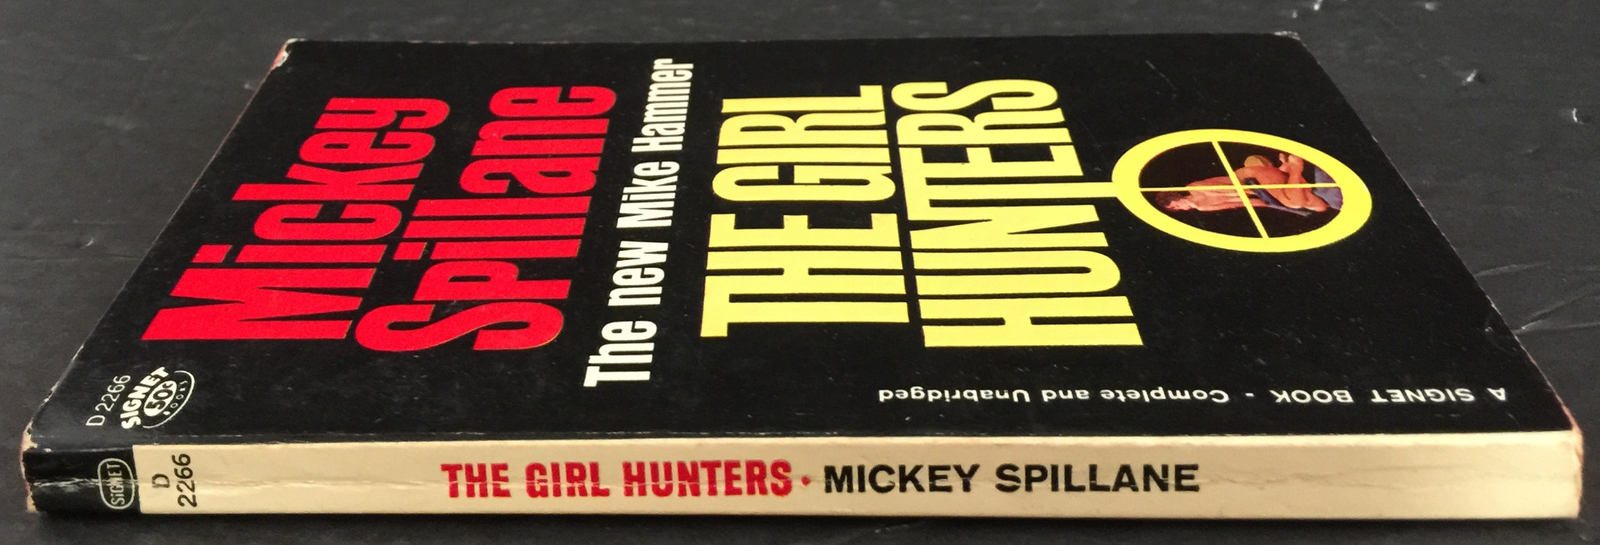 Mickey
Spillane
The new Mike Hammer
THE GIRL
HUNTERS
D 2266
SIGNET
50¢
BOOKS
A SIGNET BOOK - Complete and Unabridged
SIGNET
D
2266
THE GIRL HUNTERS · MICKEY SPILLANE